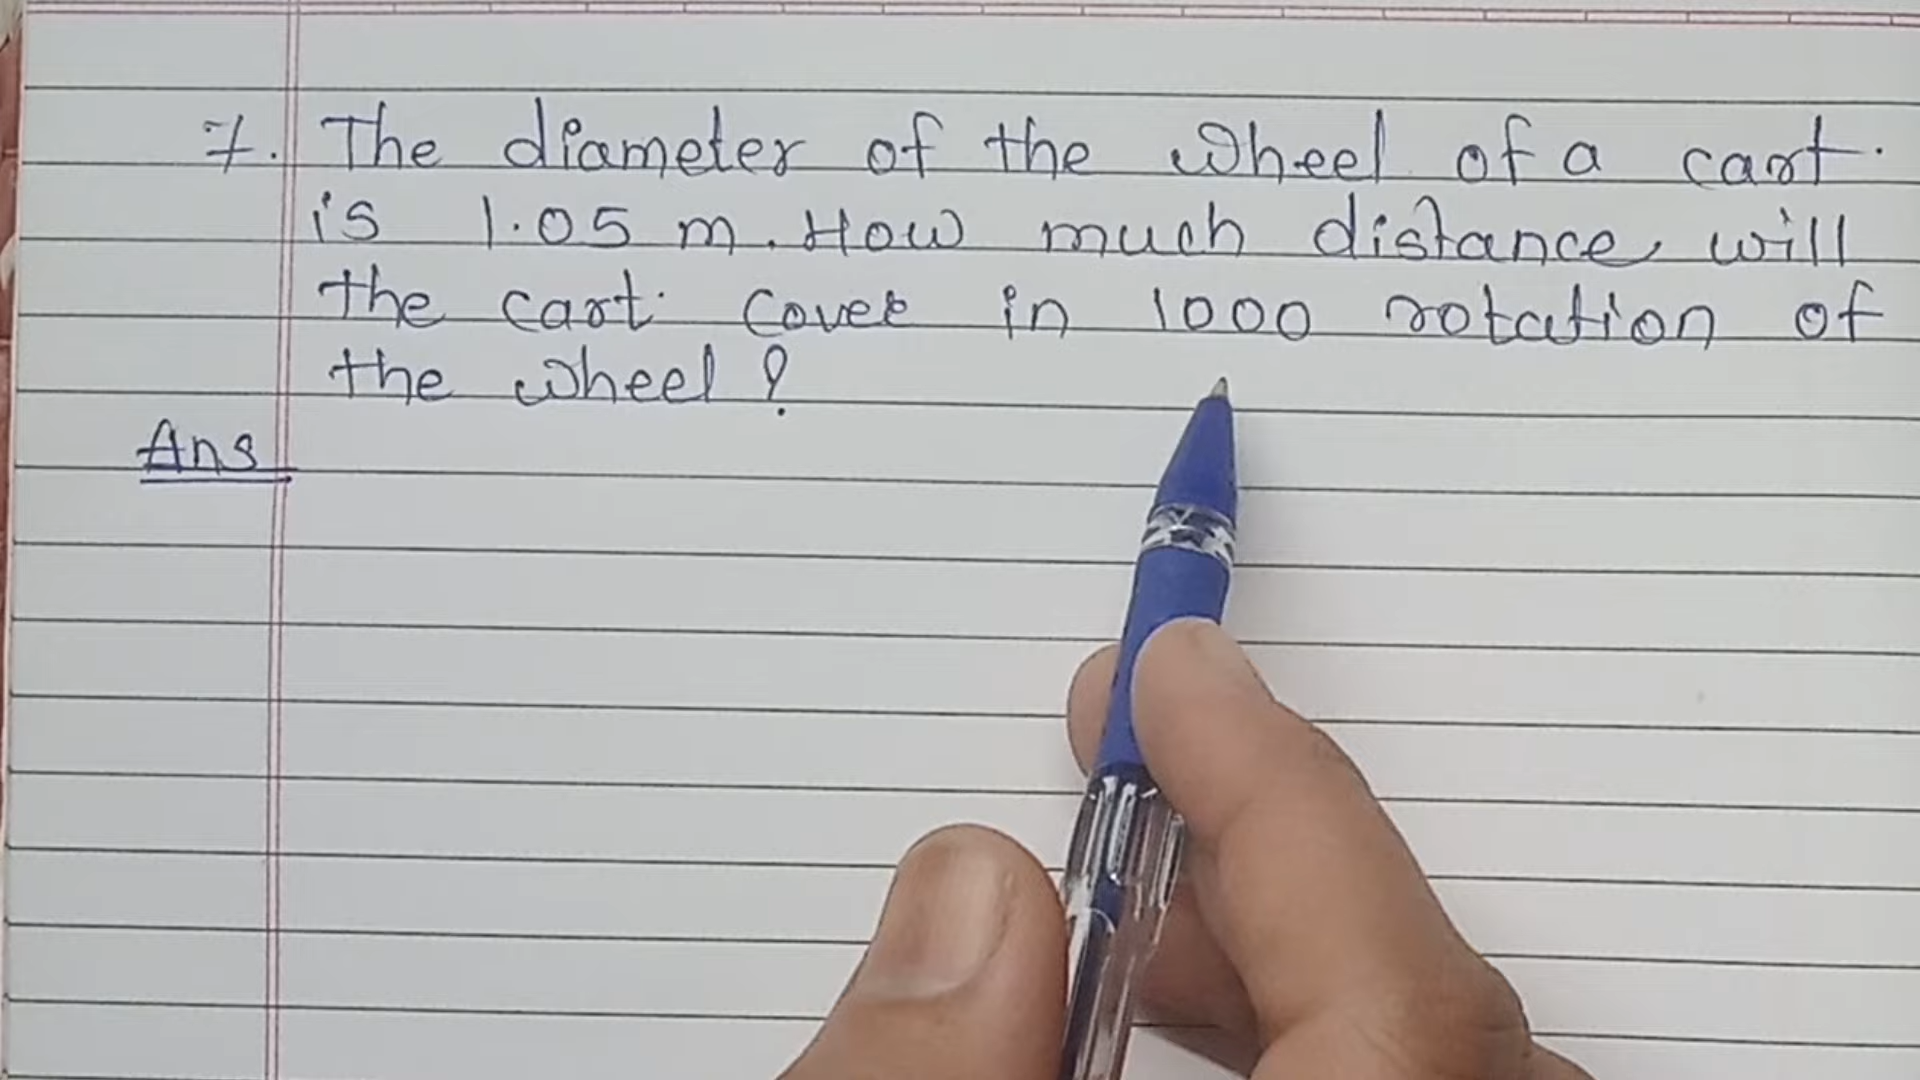 7. The diameter of the wheel of a cart
is 1.05 m. How much distance will
the cart cover in 1000 rotation of
the wheel ?
Ans